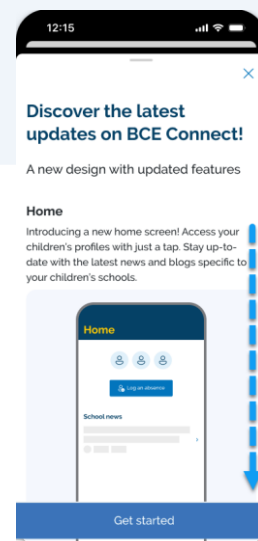 12:15
Discover the latest
updates on BCE Connect!
A new design with updated features
Home
Introducing a new home screen! Access your
children's profiles with just a tap. Stay up-to-
date with the latest news and blogs specific to
your children's schools.
Home
Log an absence
School news
Get started